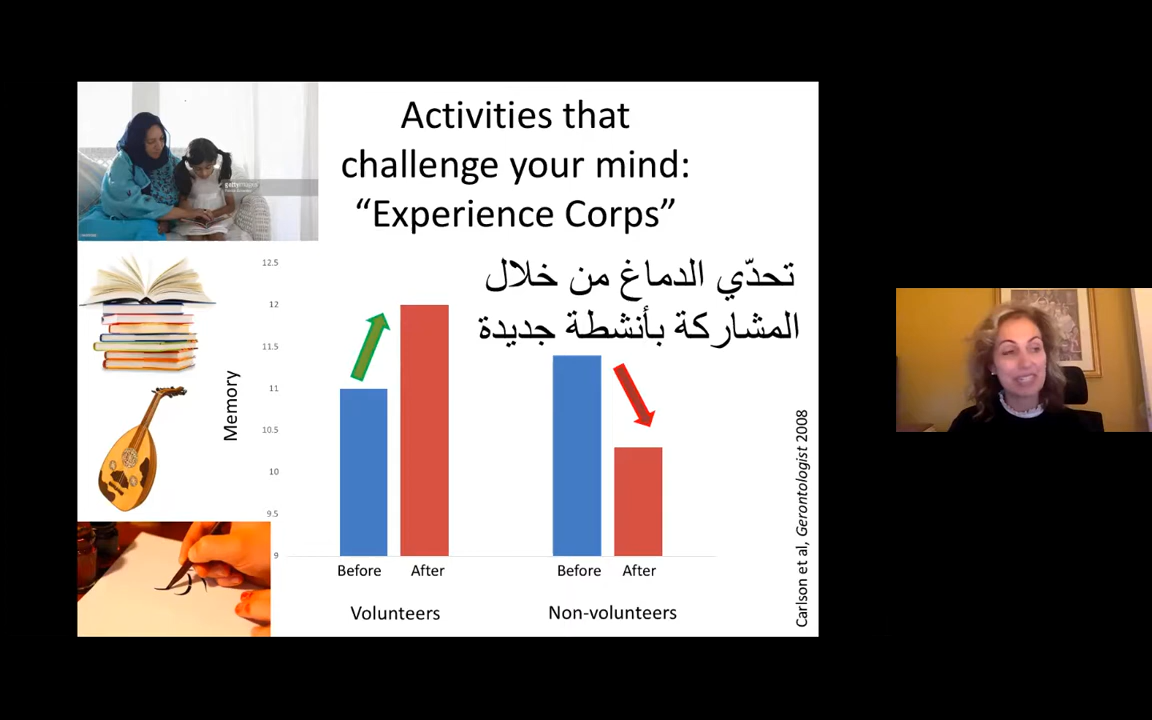 Activities that
challenge your mind:
“Experience Corps”
تحدّي الدماغ من خلال
المشاركة بأنشطة جديدة
gettyimages
Memory
12.5
12
11.5
11
10.5
10
9.5
9
Before After
Before After
Volunteers
Non-volunteers
Carlson et al, Gerontologist 2008